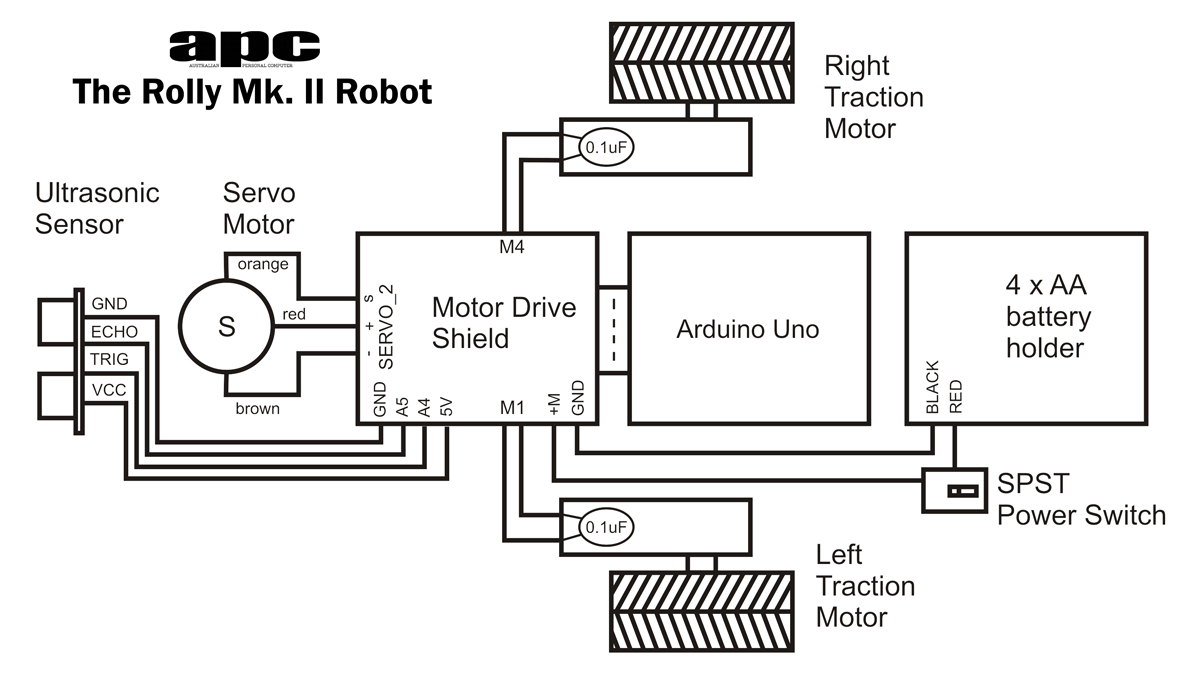 apc
AUSTRALIAN PERSONAL COMPUTER
The Rolly Mk. II Robot
Right
Traction
Motor
0.1uF
Ultrasonic
Sensor
Servo
Motor
orange
red
brown
S
GND
ECHO
TRIG
VCC
M4
s
+
-
SERVO_2
Motor Drive
Shield
GND
A5
A4
5V
M1
+M
GND
Arduino Uno
4 x AA
battery
holder
BLACK
RED
SPST
Power Switch
0.1uF
Left
Traction
Motor